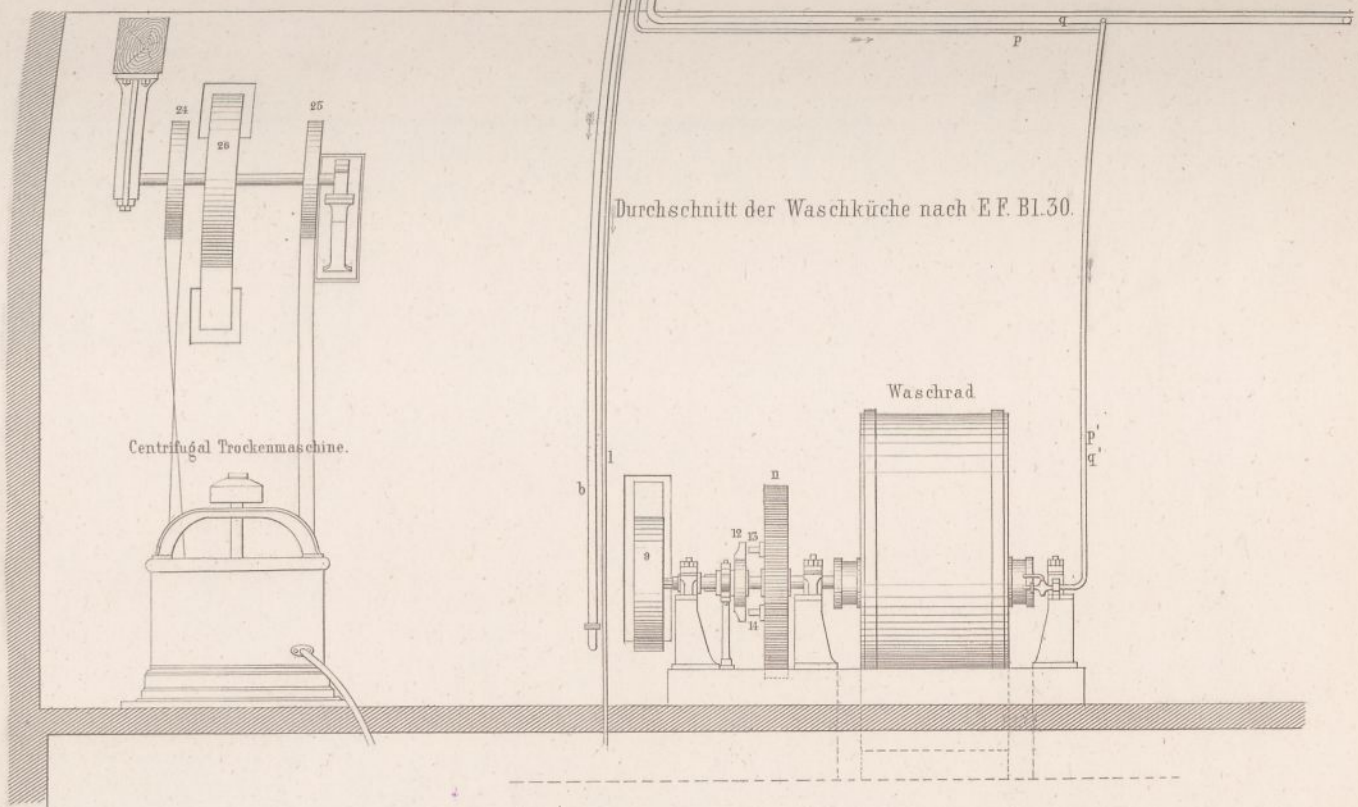 q
p
24
25
26
Durchschnitt der Waschküche nach E F. Bl. 30.
Waschrad
p'
q'
Centrifugal Trockenmaschine.
l
b
n
12
13
9
14